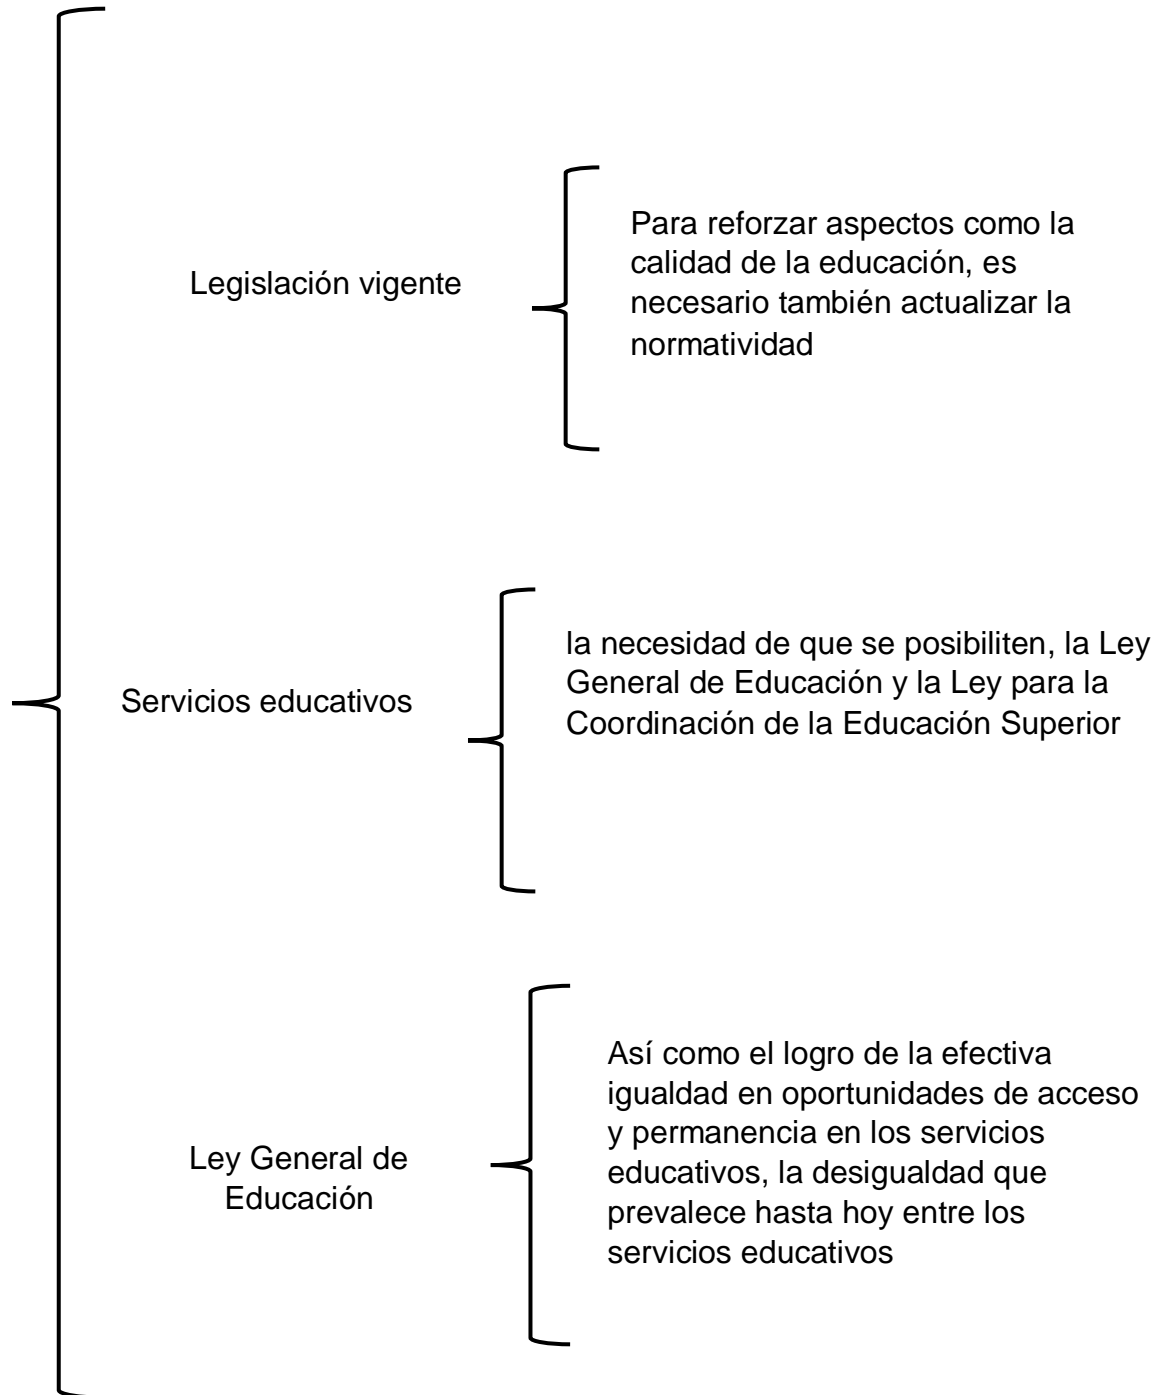 Legislación vigente
Para reforzar aspectos como la
calidad de la educación, es
necesario también actualizar la
normatividad
Servicios educativos
la necesidad de que se posibiliten, la Ley
General de Educación y la Ley para la
Coordinación de la Educación Superior
Ley General de
Educación
Así como el logro de la efectiva
igualdad en oportunidades de acceso
y permanencia en los servicios
educativos, la desigualdad que
prevalece hasta hoy entre los
servicios educativos